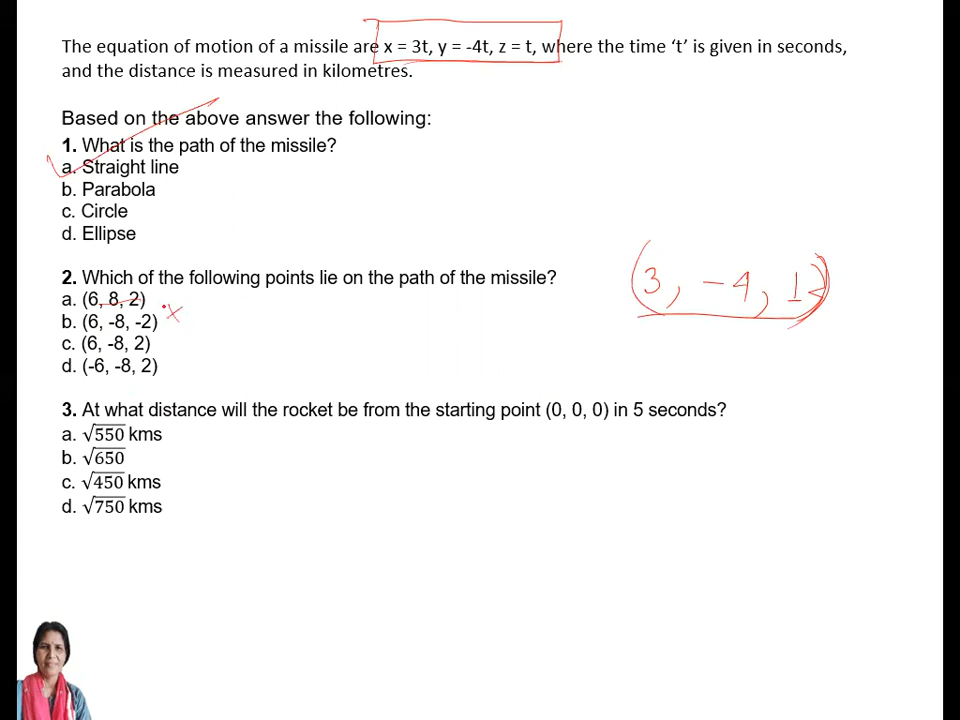 The equation of motion of a missile are x = 3t, y = -4t, z = t, where the time ‘t’ is given in seconds,
and the distance is measured in kilometres.
Based on the above answer the following:
1. What is the path of the missile?
a. Straight line
b. Parabola
c. Circle
d. Ellipse
2. Which of the following points lie on the path of the missile?
a. (6, 8, 2)
b. (6, -8, -2)
c. (6, -8, 2)
d. (-6, -8, 2)
(3, -4, 1)
3. At what distance will the rocket be from the starting point (0, 0, 0) in 5 seconds?
a. √550 kms
b. √650
c. √450 kms
d. √750 kms